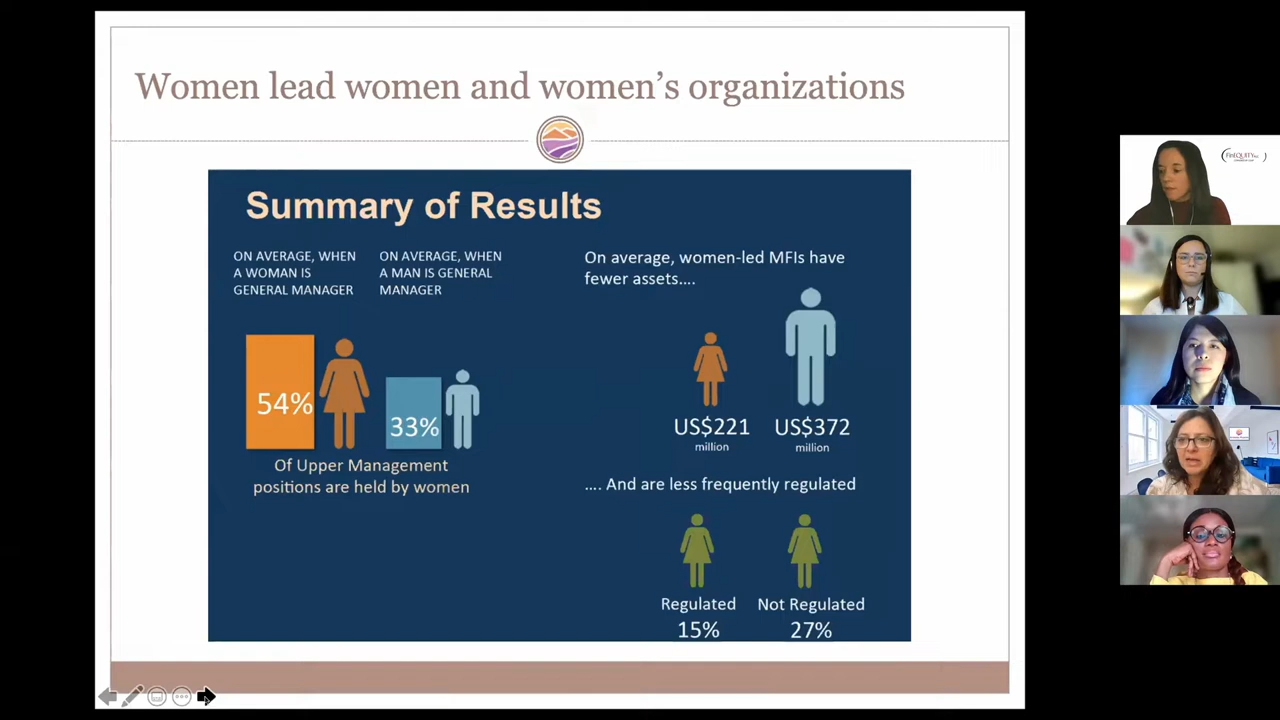 Women lead women and women's organizations
Summary of Results
ON AVERAGE, WHEN
A WOMAN IS
GENERAL MANAGER
ON AVERAGE, WHEN
A MAN IS GENERAL
MANAGER
54%
33%
Of Upper Management
positions are held by women
On average, women-led MFIs have
fewer assets....
US$221
million
US$372
million
.... And are less frequently regulated
Regulated
15%
Not Regulated
27%
FinEQUITY